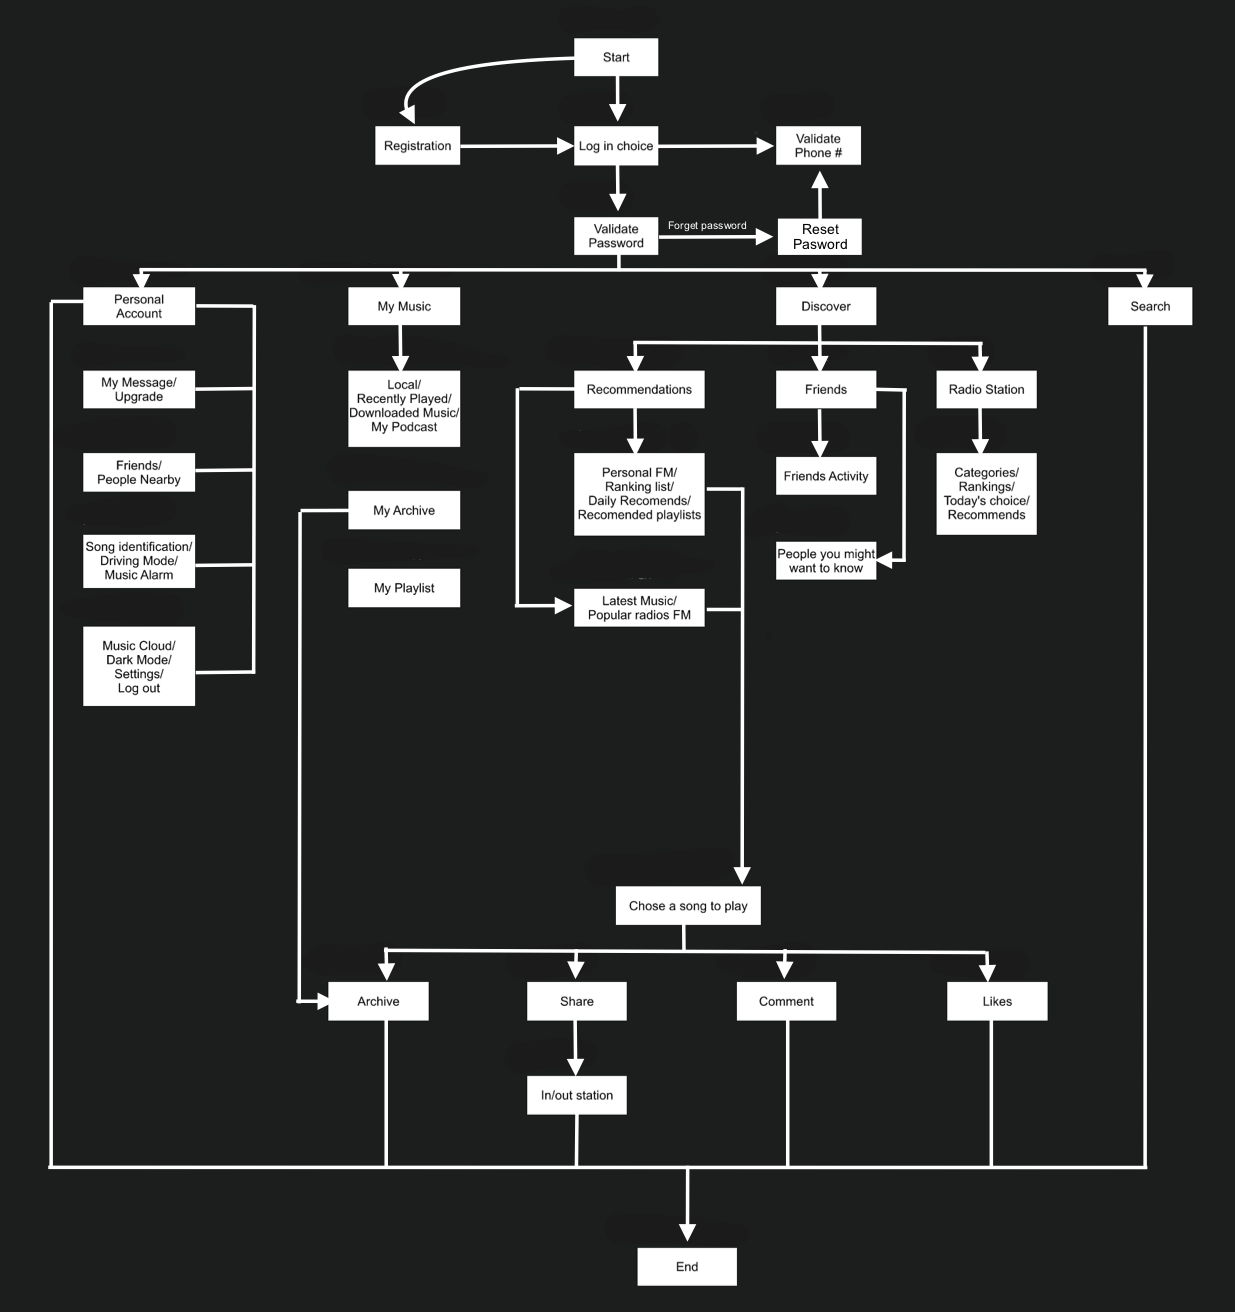 Start
Registration
Log in choice
Validate
Phone #
Validate
Password
Forget password
Reset
Pasword
Personal
Account
My Music
Discover
Search
My Message/
Upgrade
Local/
Recently Played/
Downloaded Music/
My Podcast
Recommendations
Friends
Radio Station
Friends/
People Nearby
Personal FM/
Ranking list/
Daily Recomends/
Recomended playlists
Friends Activity
Categories/
Rankings/
Today's choice/
Recommends
My Archive
Song identification/
Driving Mode/
Music Alarm
People you might
want to know
My Playlist
Latest Music/
Popular radios FM
Music Cloud/
Dark Mode/
Settings/
Log out
Chose a song to play
Archive
Share
Comment
Likes
In/out station
End